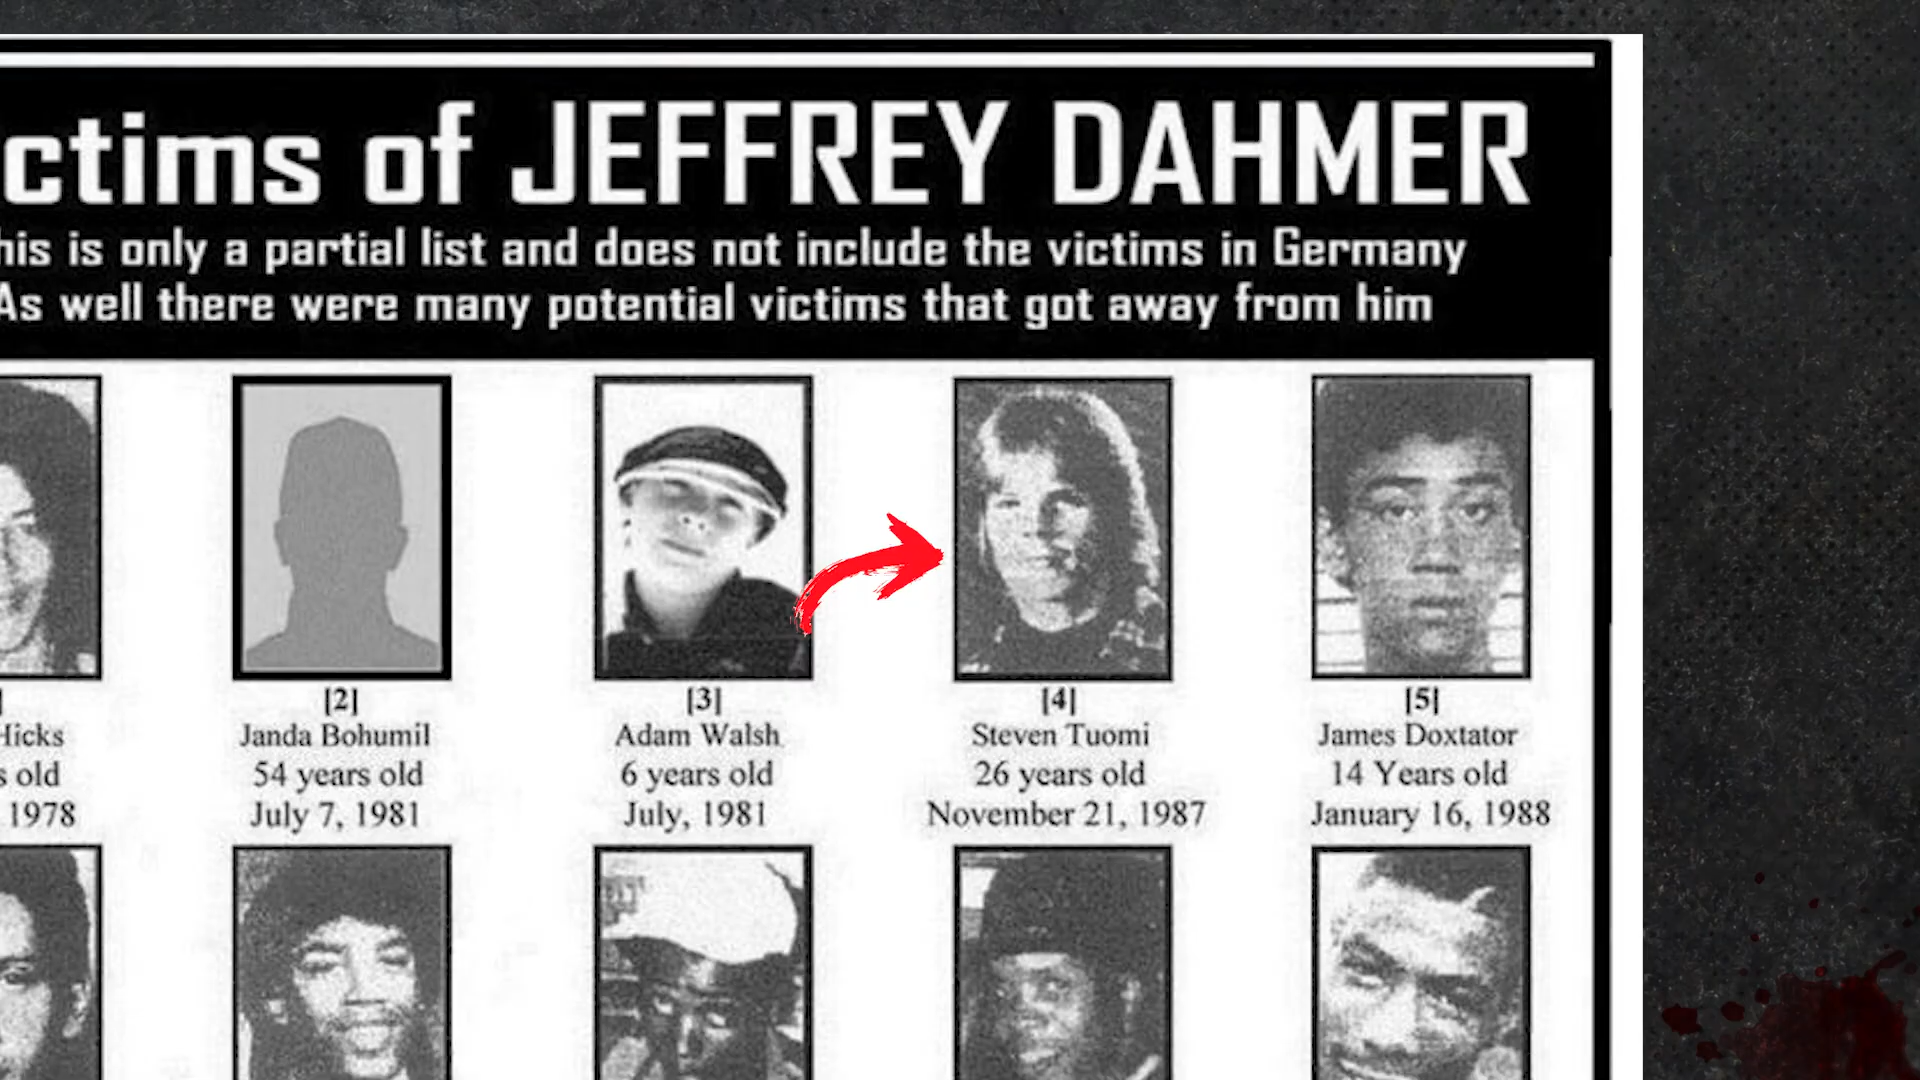 ctims of JEFFREY DAHMER
his is only a partial list and does not include the victims in Germany
As well there were many potential victims that got away from him
[2] [3] [4] [5]
Hicks Janda Bohumil Adam Walsh Steven Tuomi James Doxtator
s old 54 years old 6 years old 26 years old 14 Years old
1978 July 7, 1981 July, 1981 November 21, 1987 January 16, 1988